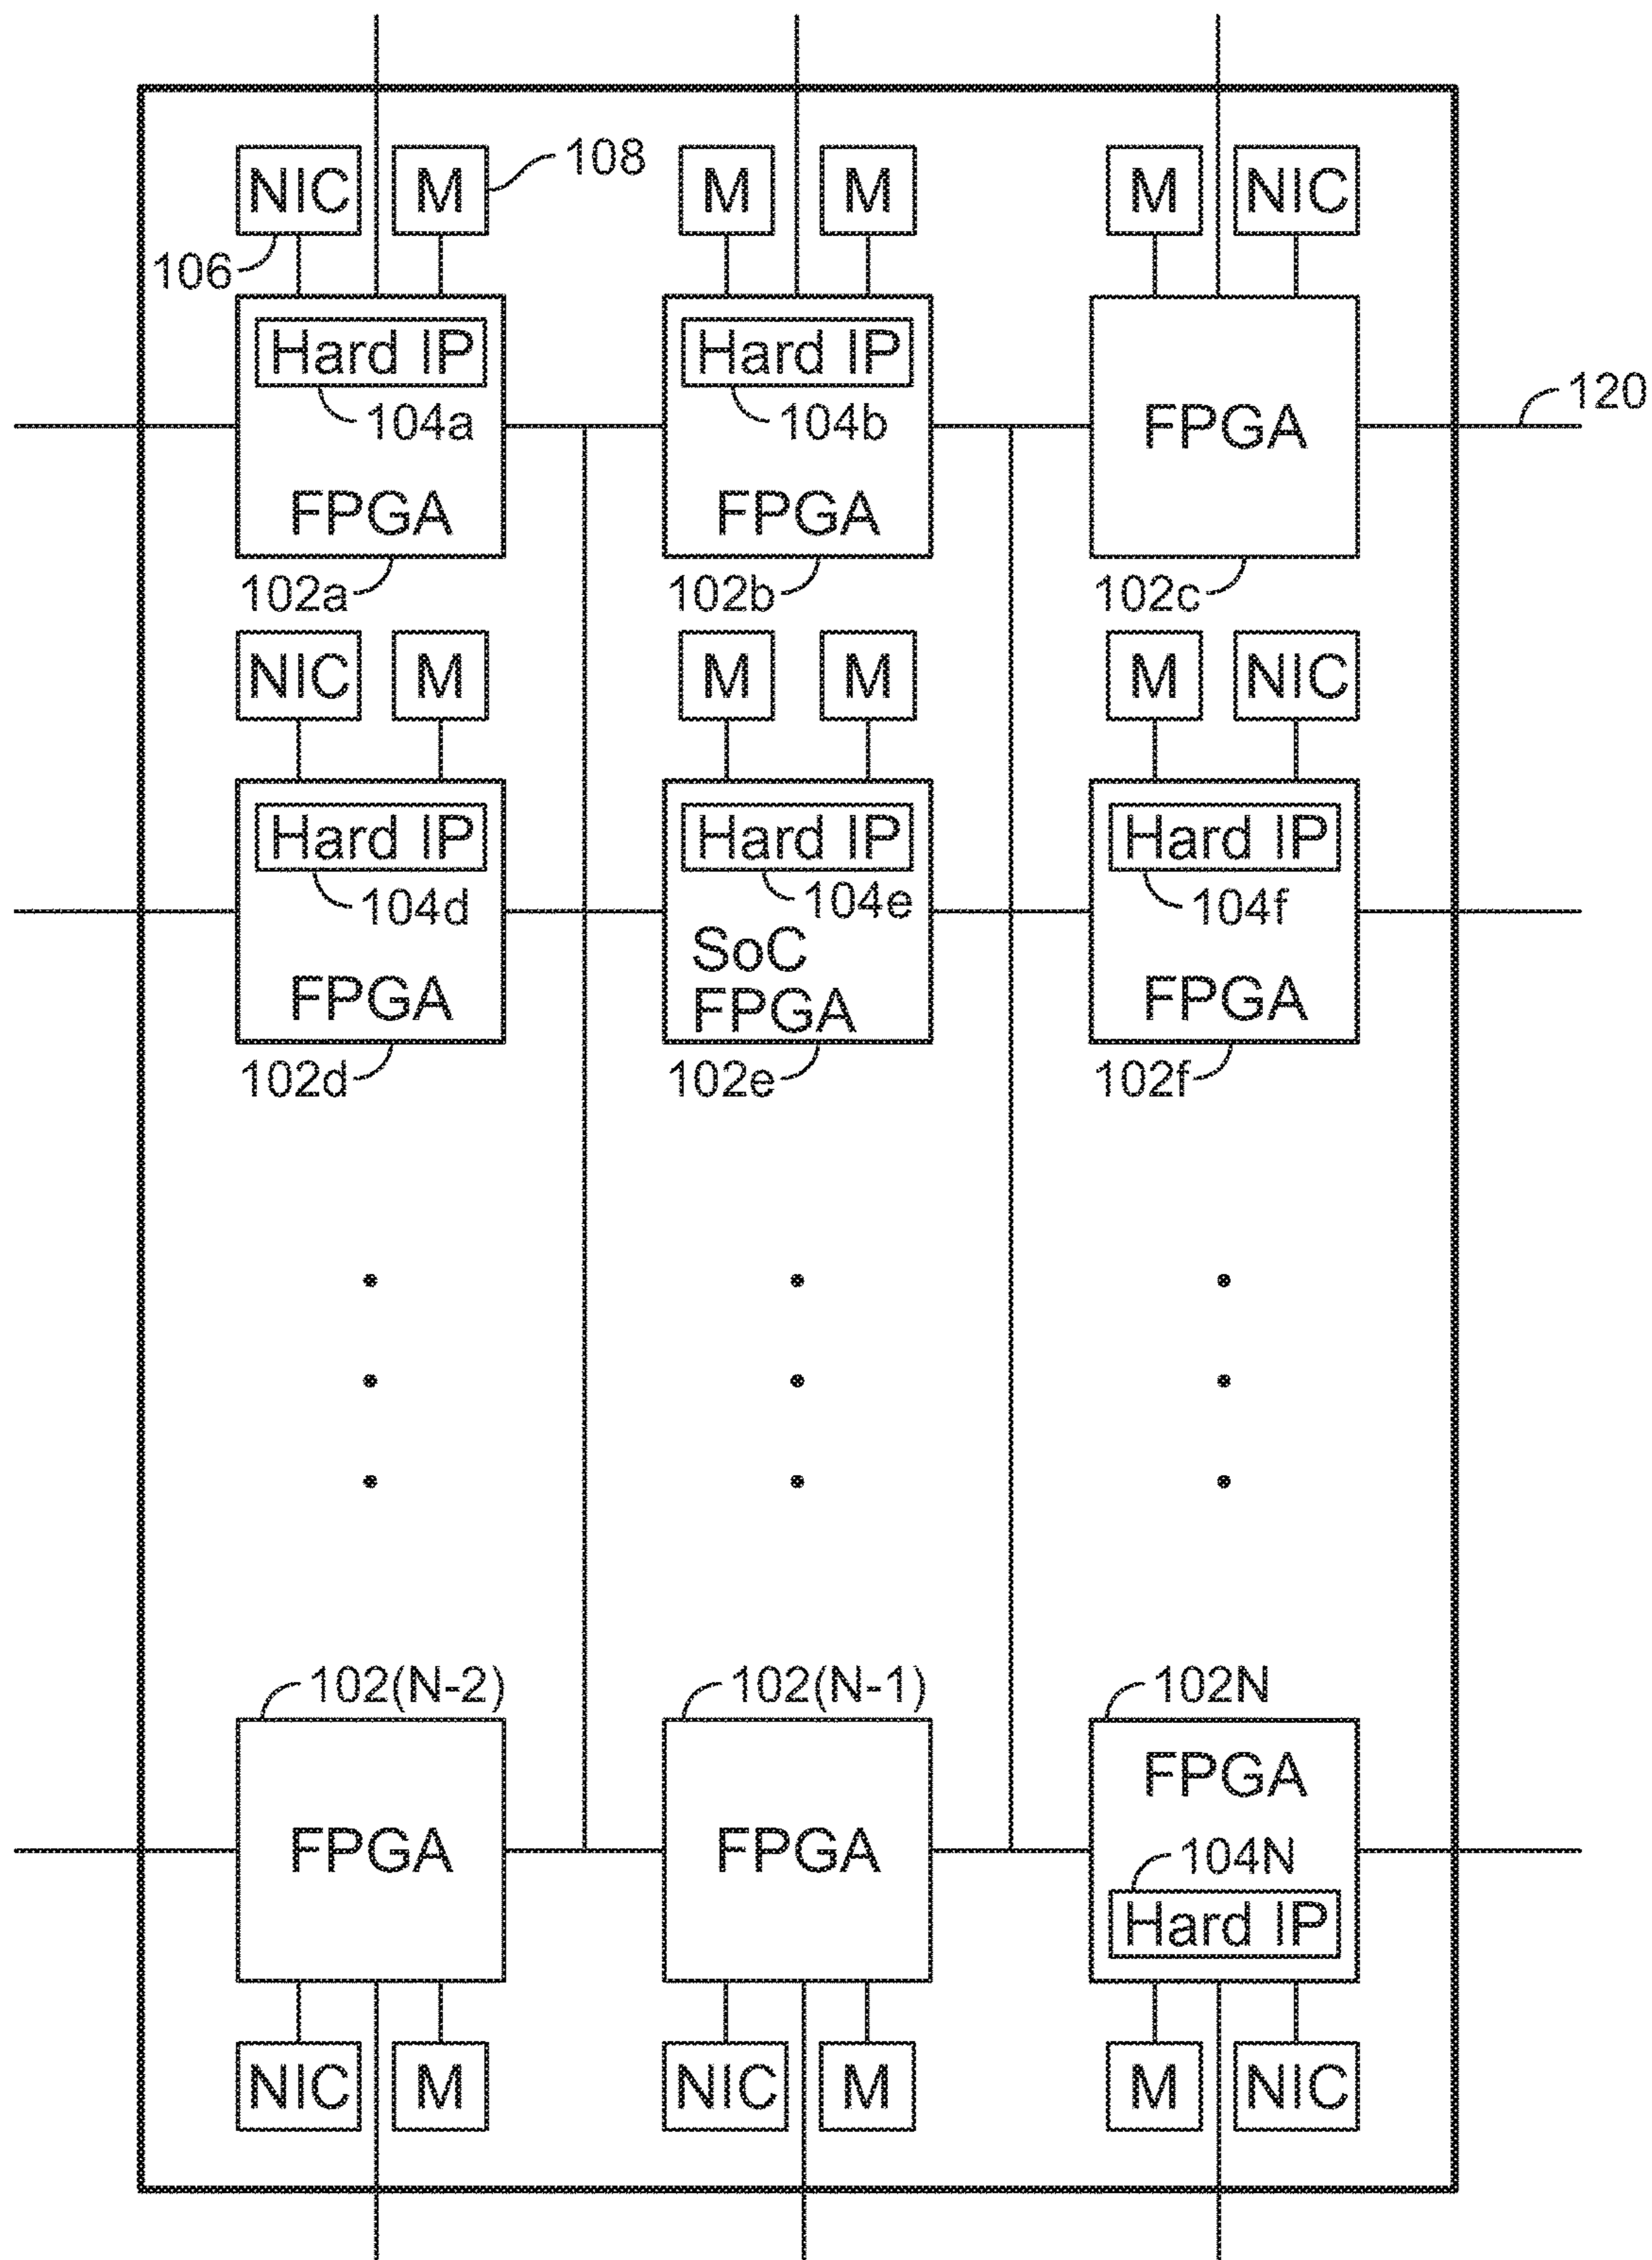 NIC M 108 M M M NIC
106
Hard IP Hard IP
104a 104b FPGA 120
FPGA FPGA
102a 102b 102c
NIC M M M M NIC
Hard IP Hard IP Hard IP
104d 104e 104f
SoC
FPGA FPGA FPGA
102d 102e 102f
102(N-2) 102(N-1) 102N
FPGA
FPGA FPGA 104N
Hard IP
NIC M NIC M M NIC